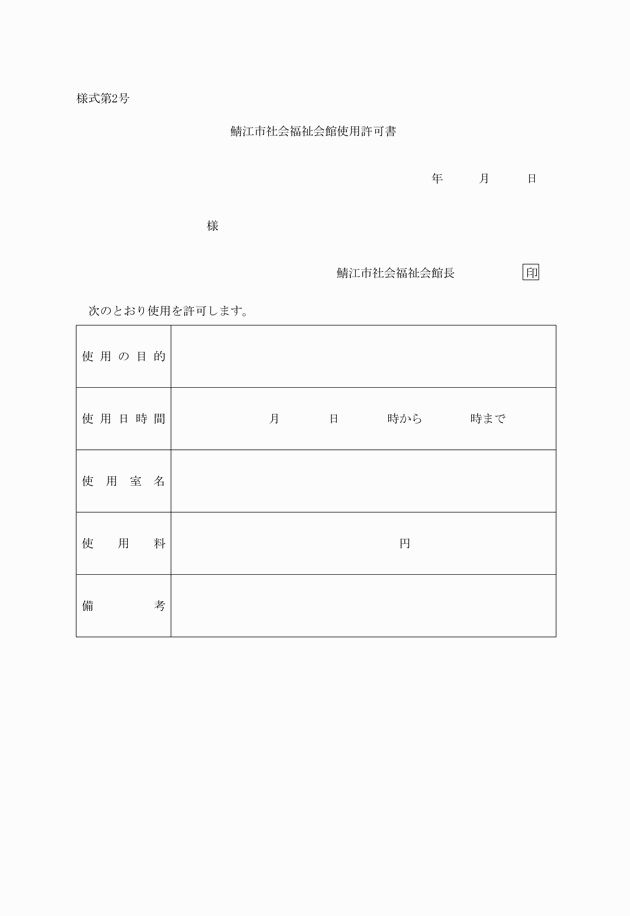 様式第2号
鯖江市社会福祉会館使用許可書
年　　　月　　　日
様
鯖江市社会福祉会館長　　　　　　印
次のとおり使用を許可します。
使用の目的
使用日時間　　　月　　　日　　　時から　　　時まで
使用室名
使用料　　　円
備考